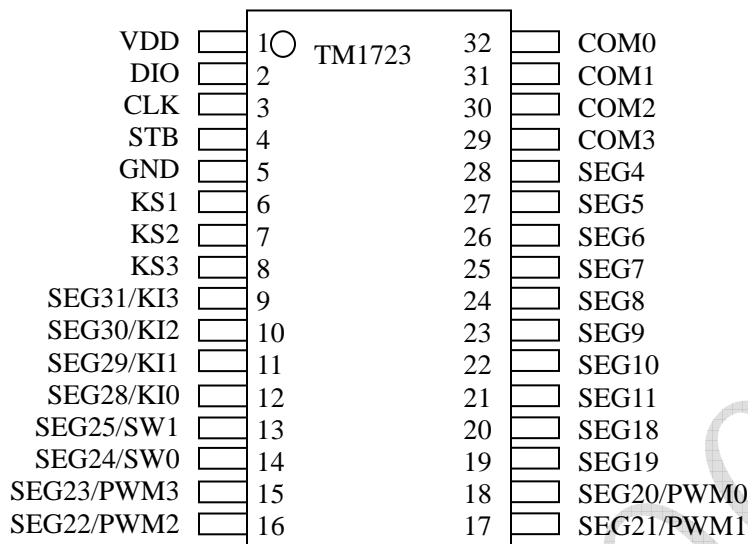 VDD 1 TM1723 32 COM0
DIO 2 31 COM1
CLK 3 30 COM2
STB 4 29 COM3
GND 5 28 SEG4
KS1 6 27 SEG5
KS2 7 26 SEG6
KS3 8 25 SEG7
SEG31/KI3 9 24 SEG8
SEG30/KI2 10 23 SEG9
SEG29/KI1 11 22 SEG10
SEG28/KI0 12 21 SEG11
SEG25/SW1 13 20 SEG18
SEG24/SW0 14 19 SEG19
SEG23/PWM3 15 18 SEG20/PWM0
SEG22/PWM2 16 17 SEG21/PWM1